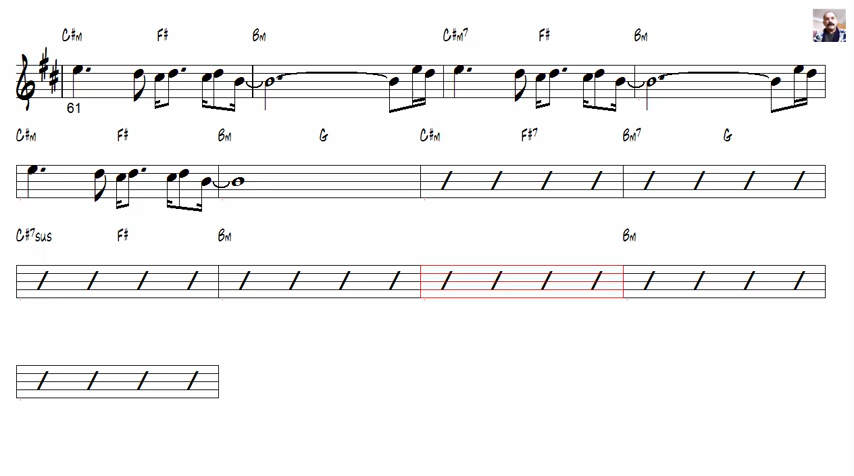 C#m F# Bm C#m7 F# Bm
61
C#m F# Bm G C#m F#7 Bm7 G
C#7sus F# Bm Bm